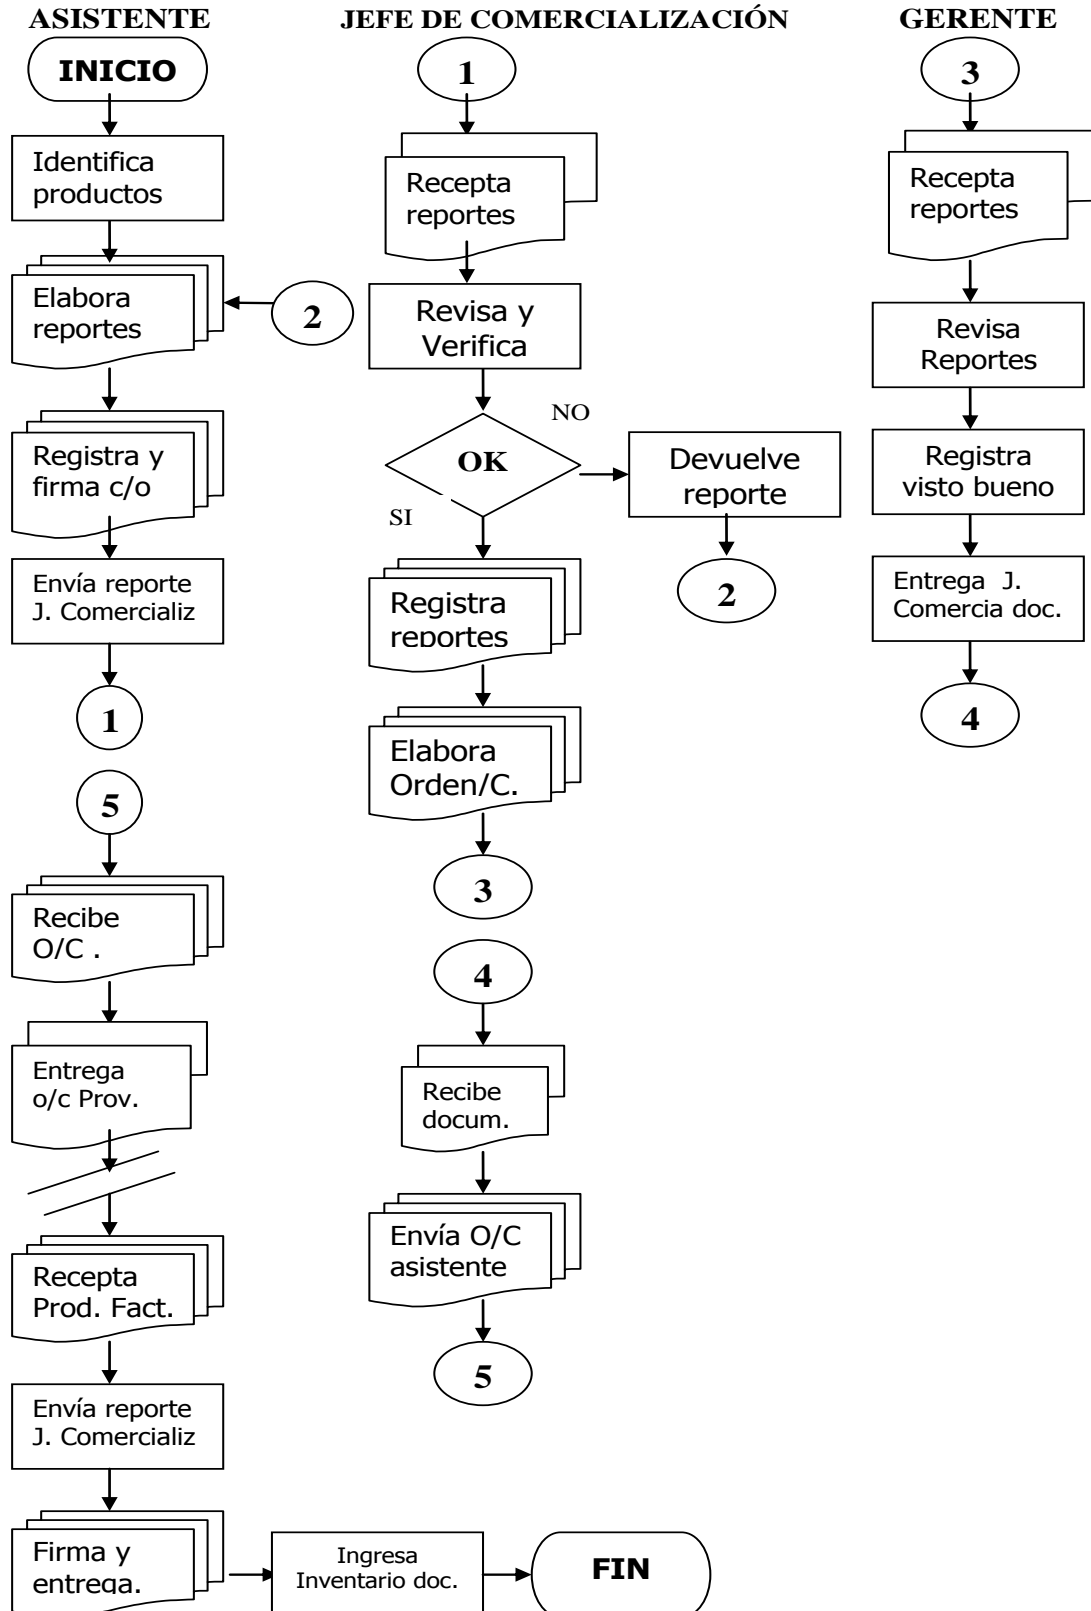 ASISTENTE
INICIO
Identifica
productos
Elabora
reportes
2
Registra y
firma c/o
Envía reporte
J. Comercializ
1
5
Recibe
O/C .
Entrega
o/c Prov.
Recepta
Prod. Fact.
Envía reporte
J. Comercializ
Firma y
entrega.
Ingresa
Inventario doc.
FIN
JEFE DE COMERCIALIZACIÓN
1
Recepta
reportes
Revisa y
Verifica
OK
NO
Devuelve
reporte
2
SI
Registra
reportes
Elabora
Orden/C.
3
4
Recibe
docum.
Envía O/C
asistente
5
GERENTE
3
Recepta
reportes
Revisa
Reportes
Registra
visto bueno
Entrega J.
Comercia doc.
4